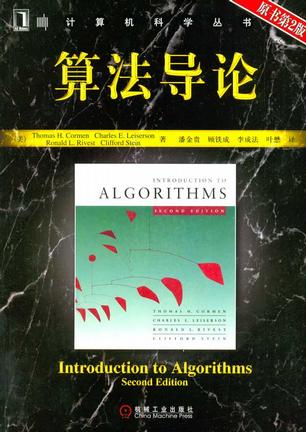 计算机科学丛书
原书第2版
算法导论
(美) Thomas H. Cormen Charles E. Leiserson
Ronald L. Rivest Clifford Stein 著
潘金贵 顾铁成 李成法 叶懋 译
INTRODUCTION TO
ALGORITHMS
SECOND EDITION
THOMAS H. CORMEN
CHARLES E. LEISERSON
RONALD L. RIVEST
CLIFFORD STEIN
Introduction to Algorithms
Second Edition
机械工业出版社
China Machine Press